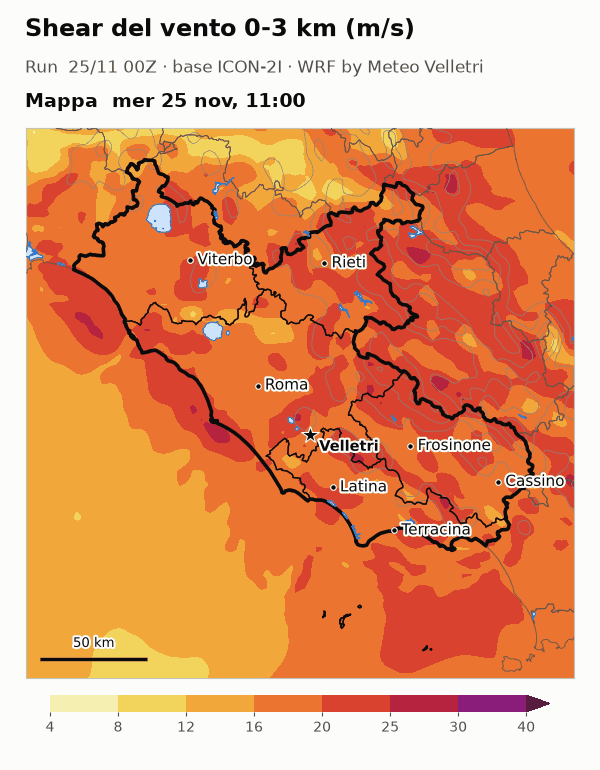 Shear del vento 0-3 km (m/s)
Run  25/11 00Z · base ICON-2I · WRF by Meteo Velletri
Mappa  mer 25 nov, 11:00
Viterbo
Rieti
Roma
Velletri
Frosinone
Latina
Cassino
Terracina
50 km
4 8 12 16 20 25 30 40